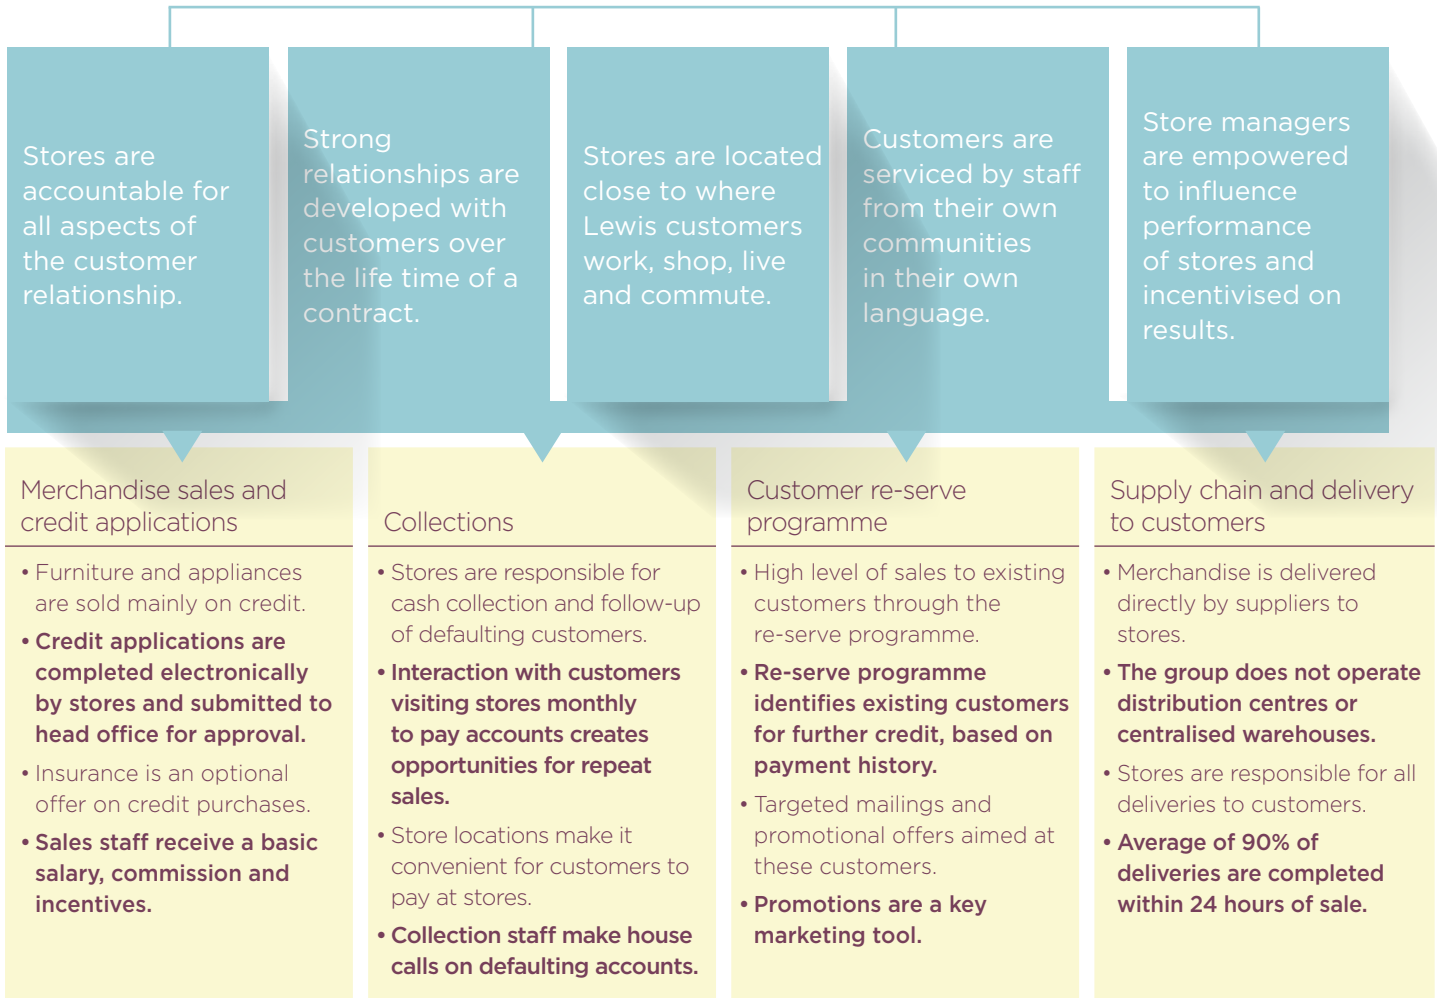 Stores are
accountable for
all aspects of
the customer
relationship.
Strong
relationships are
developed with
customers over
the life time of a
contract.
Stores are located
close to where
Lewis customers
work, shop, live
and commute.
Customers are
serviced by staff
from their own
communities
in their own
language.
Store managers
are empowered
to influence
performance
of stores and
incentivised on
results.
Merchandise sales and
credit applications
• Furniture and appliances
are sold mainly on credit.
• Credit applications are
completed electronically
by stores and submitted to
head office for approval.
• Insurance is an optional
offer on credit purchases.
• Sales staff receive a basic
salary, commission and
incentives.
Collections
• Stores are responsible for
cash collection and follow-up
of defaulting customers.
• Interaction with customers
visiting stores monthly
to pay accounts creates
opportunities for repeat
sales.
• Store locations make it
convenient for customers to
pay at stores.
• Collection staff make house
calls on defaulting accounts.
Customer re-serve
programme
• High level of sales to existing
customers through the
re-serve programme.
• Re-serve programme
identifies existing customers
for further credit, based on
payment history.
• Targeted mailings and
promotional offers aimed at
these customers.
• Promotions are a key
marketing tool.
Supply chain and delivery
to customers
• Merchandise is delivered
directly by suppliers to
stores.
• The group does not operate
distribution centres or
centralised warehouses.
• Stores are responsible for all
deliveries to customers.
• Average of 90% of
deliveries are completed
within 24 hours of sale.